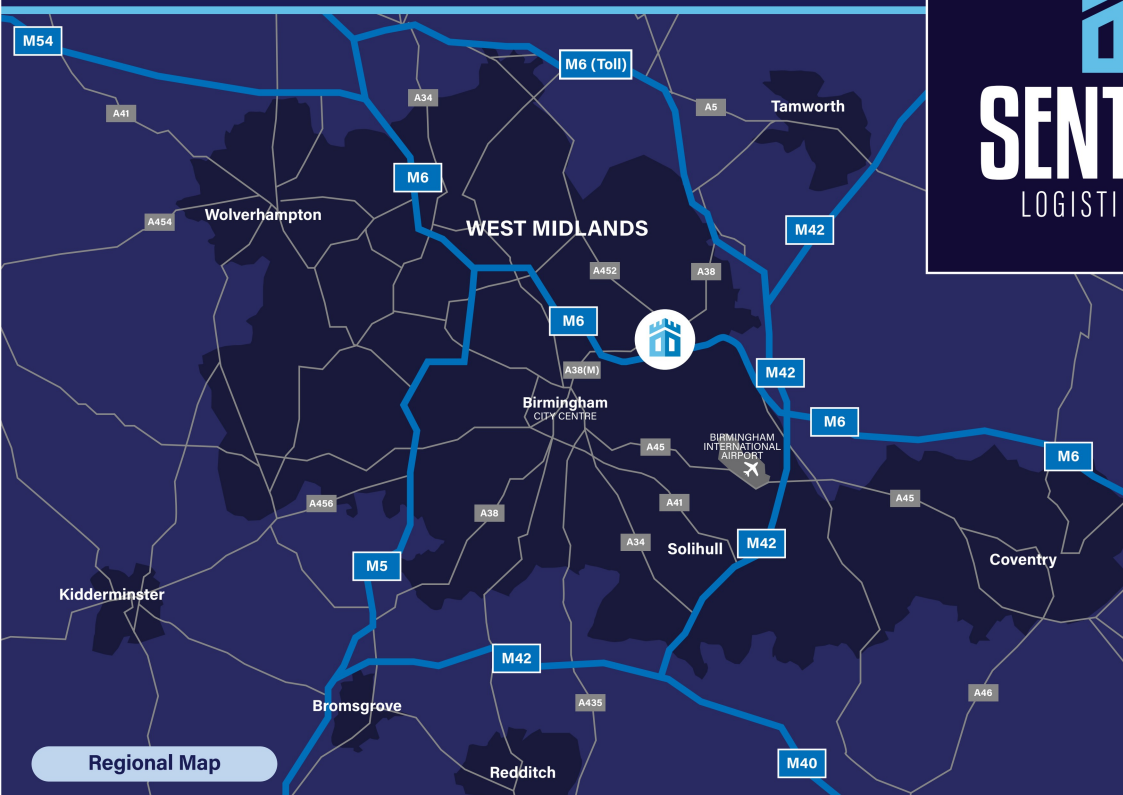 M54
M6 (Toll)
A41
A34
A5
Tamworth
SENT
LOGISTI
M6
A454
Wolverhampton
WEST MIDLANDS
M42
A452
A38
M6
A38(M)
M42
Birmingham
CITY CENTRE
M6
A45
BIRMINGHAM
INTERNATIONAL
AIRPORT
M6
A456
A38
A41
A45
A34
Solihull
M42
Coventry
M5
Kidderminster
M42
A46
Bromsgrove
A435
Regional Map
Redditch
M40